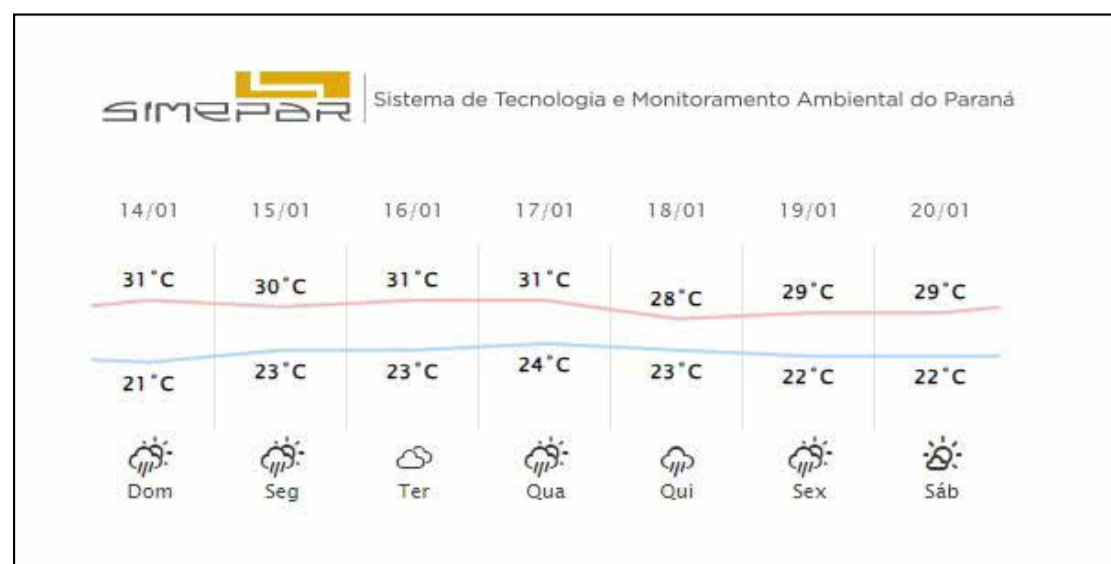 SIMEPAR
Sistema de Tecnologia e Monitoramento Ambiental do Paraná
14/01 15/01 16/01 17/01 18/01 19/01 20/01
31°C 30°C 31°C 31°C 28°C 29°C 29°C
21°C 23°C 23°C 24°C 23°C 22°C 22°C
Dom Seg Ter Qua Qui Sex Sáb